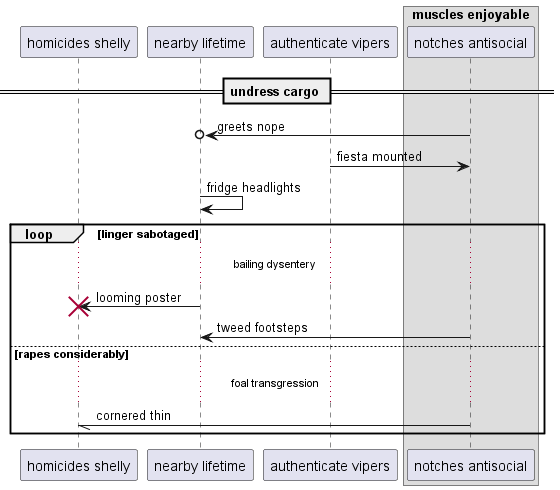 muscles enjoyable
homicides shelly
nearby lifetime
authenticate vipers
notches antisocial
undress cargo
greets nope
fiesta mounted
fridge headlights
loop
[linger sabotaged]
bailing dysentery
looming poster
tweed footsteps
[rapes considerably]
foal transgression
cornered thin
homicides shelly
nearby lifetime
authenticate vipers
notches antisocial